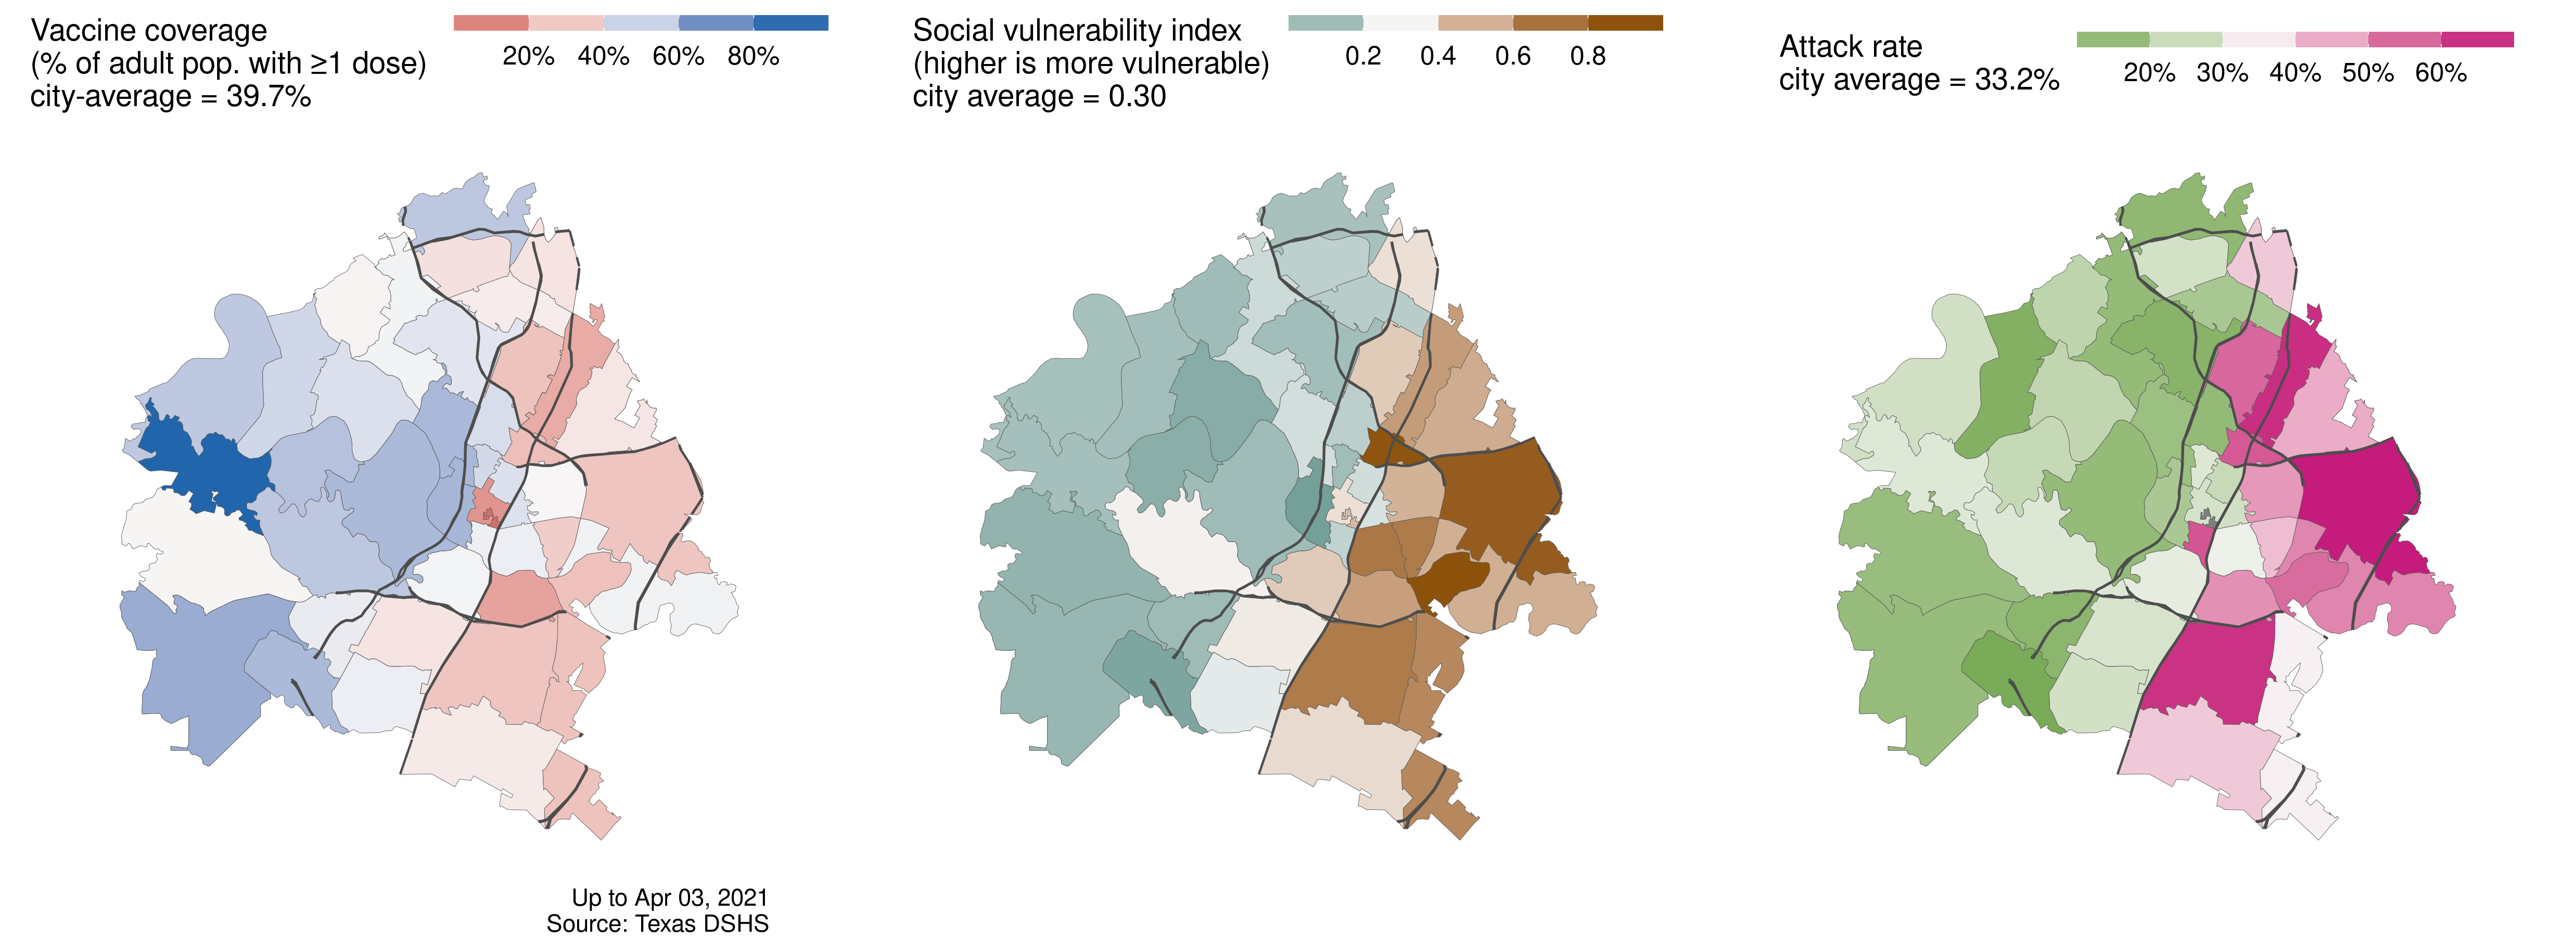 Vaccine coverage
(% of adult pop. with ≥1 dose)
city-average = 39.7%
20% 40% 60% 80%
Social vulnerability index
(higher is more vulnerable)
city average = 0.30
0.2 0.4 0.6 0.8
Attack rate
city average = 33.2%
20% 30% 40% 50% 60%
Up to Apr 03, 2021
Source: Texas DSHS